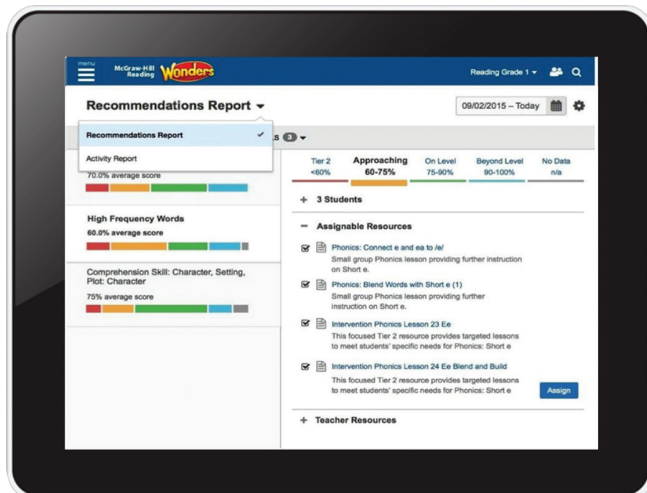 menu
McGraw-Hill
Reading
Wonders
Reading Grade 1
Recommendations Report
09/02/2015 – Today
Recommendations Report
Activity Report
3
70.0% average score
High Frequency Words
60.0% average score
Comprehension Skill: Character, Setting,
Plot: Character
75% average score
Tier 2
<60%
Approaching
60-75%
On Level
75-90%
Beyond Level
90-100%
No Data
n/a
+ 3 Students
− Assignable Resources
Phonics: Connect e and ea to /e/
Small group Phonics lesson providing further instruction
on Short e.
Phonics: Blend Words with Short e (1)
Small group Phonics lesson providing further
instruction on Short e.
Intervention Phonics Lesson 23 Ee
This focused Tier 2 resource provides targeted lessons
to meet students' specific needs for Phonics: Short e
Intervention Phonics Lesson 24 Ee Blend and Build
This focused Tier 2 resource provides targeted lessons
to meet students' specific needs for Phonics: Short e
Assign
+ Teacher Resources